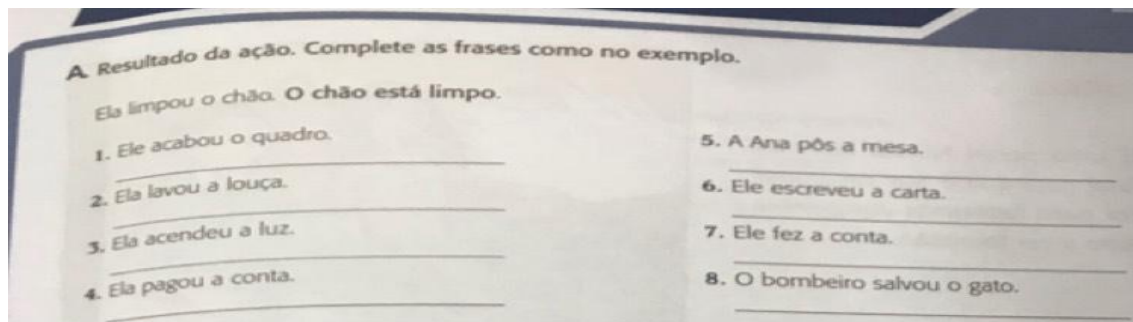 A. Resultado da ação. Complete as frases como no exemplo.
Ela limpou o chão. O chão está limpo.
1. Ele acabou o quadro.
2. Ela lavou a louça.
3. Ela acendeu a luz.
4. Ela pagou a conta.
5. A Ana pôs a mesa.
6. Ele escreveu a carta.
7. Ele fez a conta.
8. O bombeiro salvou o gato.